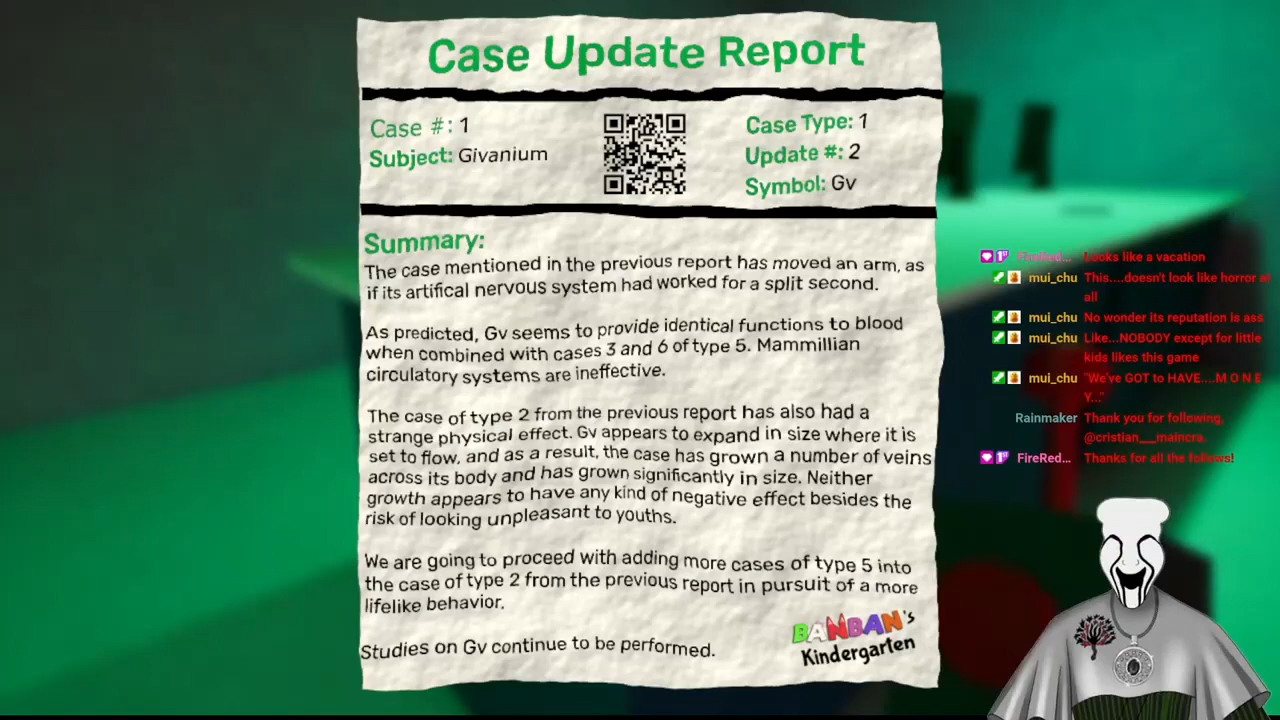 Case Update Report
Case #: 1
Subject: Givanium
Case Type: 1
Update #: 2
Symbol: Gv
Summary:
The case mentioned in the previous report has moved an arm, as
if its artifical nervous system had worked for a split second.
As predicted, Gv seems to provide identical functions to blood
when combined with cases 3 and 6 of type 5. Mammillian
circulatory systems are ineffective.
The case of type 2 from the previous report has also had a
strange physical effect. Gv appears to expand in size where it is
set to flow, and as a result, the case has grown a number of veins
across its body and has grown significantly in size. Neither
growth appears to have any kind of negative effect besides the
risk of looking unpleasant to youths.
We are going to proceed with adding more cases of type 5 into
the case of type 2 from the previous report in pursuit of a more
lifelike behavior.
Studies on Gv continue to be performed.
BANBAN's
Kindergarten
FireRed... Looks like a vacation
mui_chu This....doesn't look like horror at
all
mui_chu No wonder its reputation is ass
mui_chu Like...NOBODY except for little
kids likes this game
mui_chu "We've GOT to HAVE....M O N E
Y..."
Rainmaker Thank you for following,
@cristian___maincra.
FireRed... Thanks for all the follows!